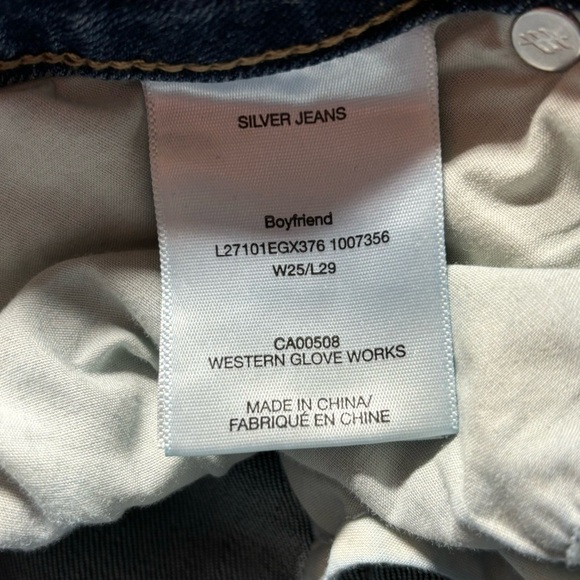 SILVER JEANS
Boyfriend
L27101EGX376 1007356
W25/L29
CA00508
WESTERN GLOVE WORKS
MADE IN CHINA/
FABRIQUÉ EN CHINE